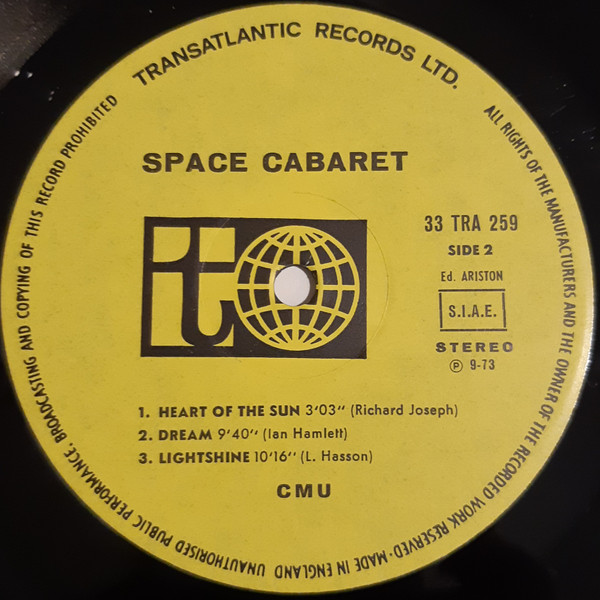 TRANSATLANTIC RECORDS LTD.
ALL RIGHTS OF THE MANUFACTURERS AND THE OWNER OF THE RECORDED WORK RESERVED-MADE IN ENGLAND UNAUTHORISED PUBLIC PERFORMANCE, BROADCASTING AND COPYING OF THIS RECORD PROHIBITED
SPACE CABARET
t
33 TRA 259
SIDE 2
Ed. ARISTON
S.I.A.E.
STEREO
℗ 9-73
1. HEART OF THE SUN 3'03" (Richard Joseph)
2. DREAM 9'40" (Ian Hamlett)
3. LIGHTSHINE 10'16" (L. Hasson)
CMU